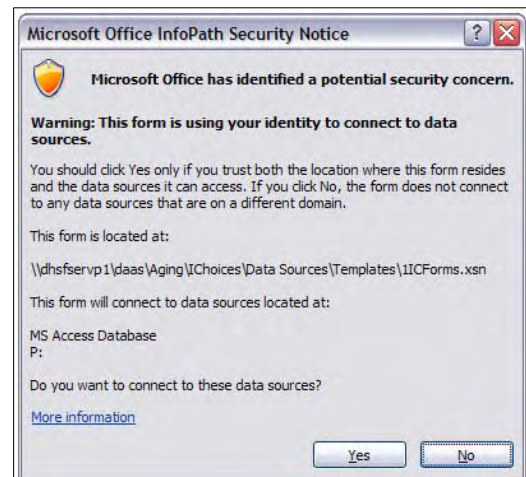 Microsoft Office InfoPath Security Notice
Microsoft Office has identified a potential security concern.
Warning: This form is using your identity to connect to data
sources.
You should click Yes only if you trust both the location where this form resides
and the data sources it can access. If you click No, the form does not connect
to any data sources that are on a different domain.
This form is located at:
\\dhsfservp1\daas\Aging\IChoices\Data Sources\Templates\1ICForms.xsn
This form will connect to data sources located at:
MS Access Database
P:
Do you want to connect to these data sources?
More information
Yes No